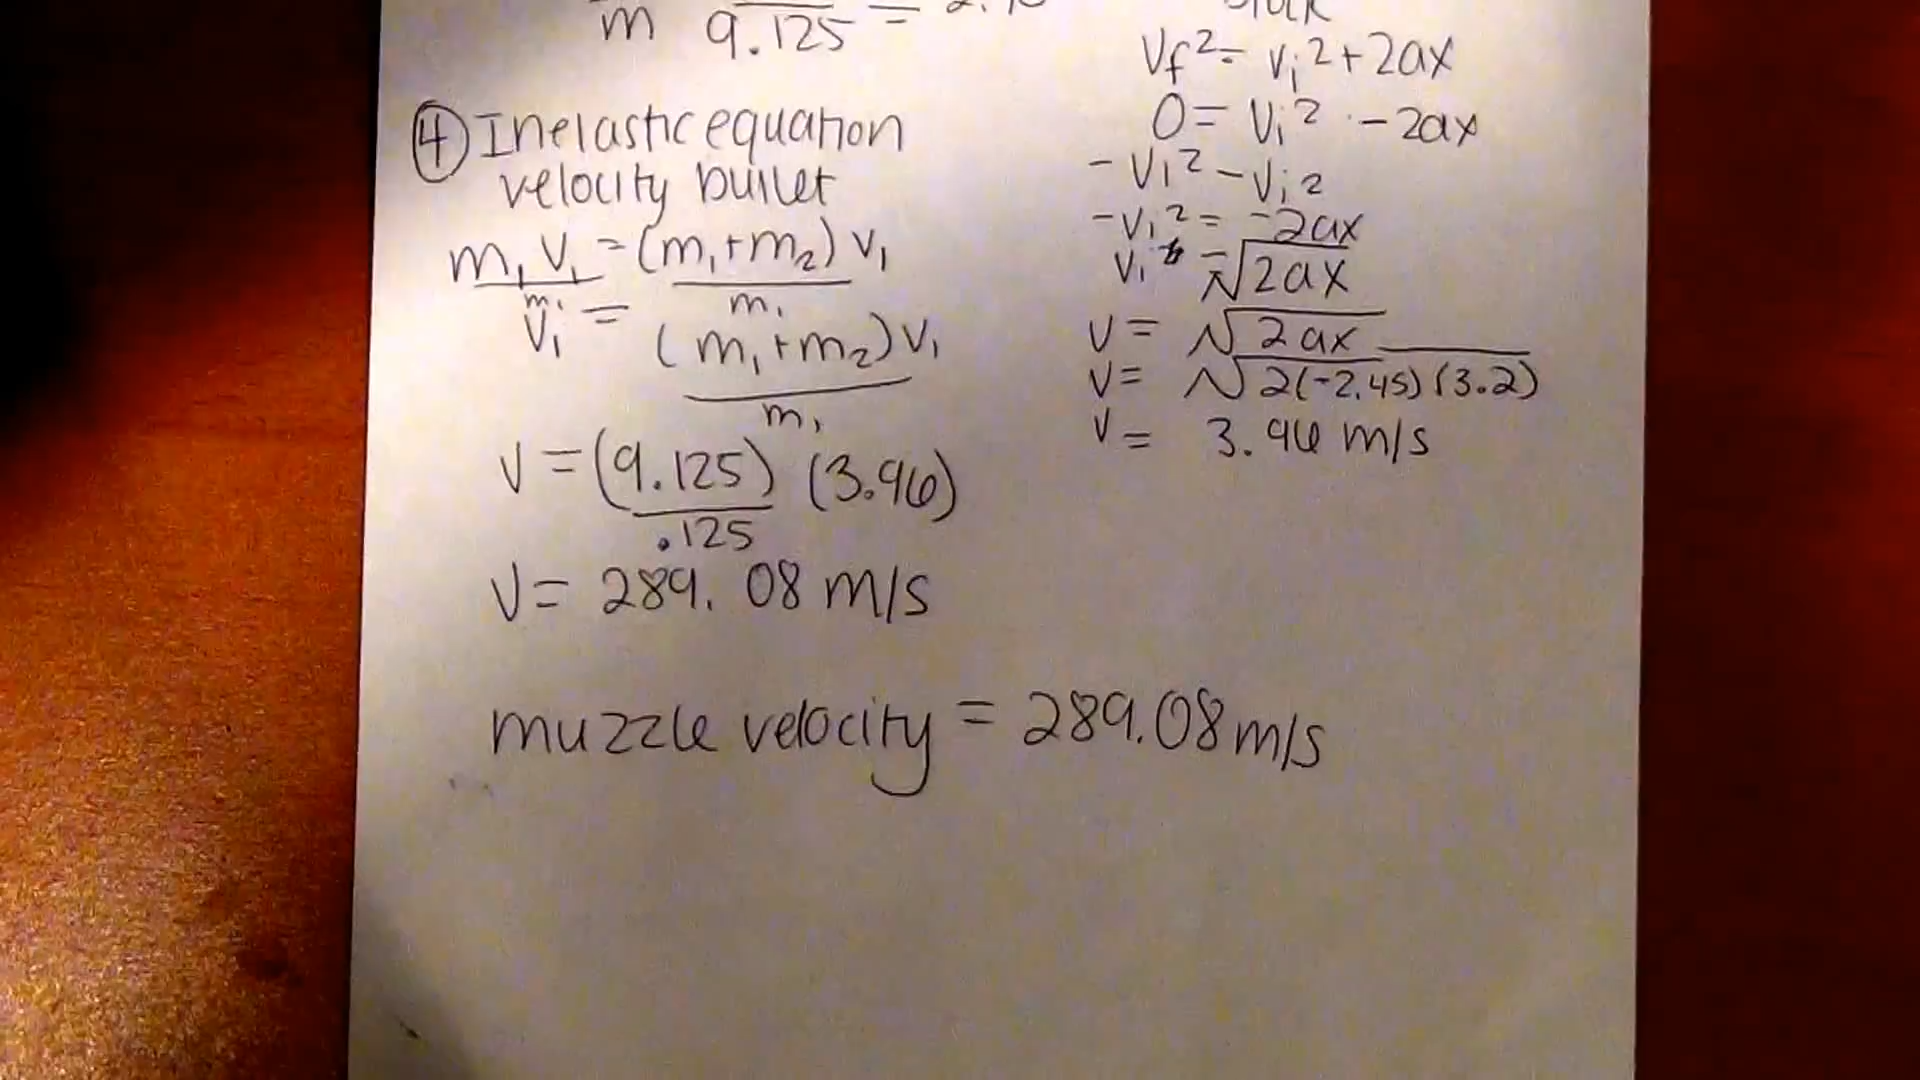 m 9.125 =
④ Inelastic equation
velocity bullet
m₁ V₁ = (m₁+m₂) V₁
m₁ m₁
V₁ = (m₁+m₂) V₁
m₁
V = (9.125) (3.96)
.125
V = 289.08 m/s
muzzle velocity = 289.08 m/s
Vf² = Vi² + 2ax
0 = Vi² - 2ax
- Vi² - Vi²
- Vi² = - 2ax
Vi = √2ax
V = √2ax
V = √2(-2.45)(3.2)
V = 3.96 m/s